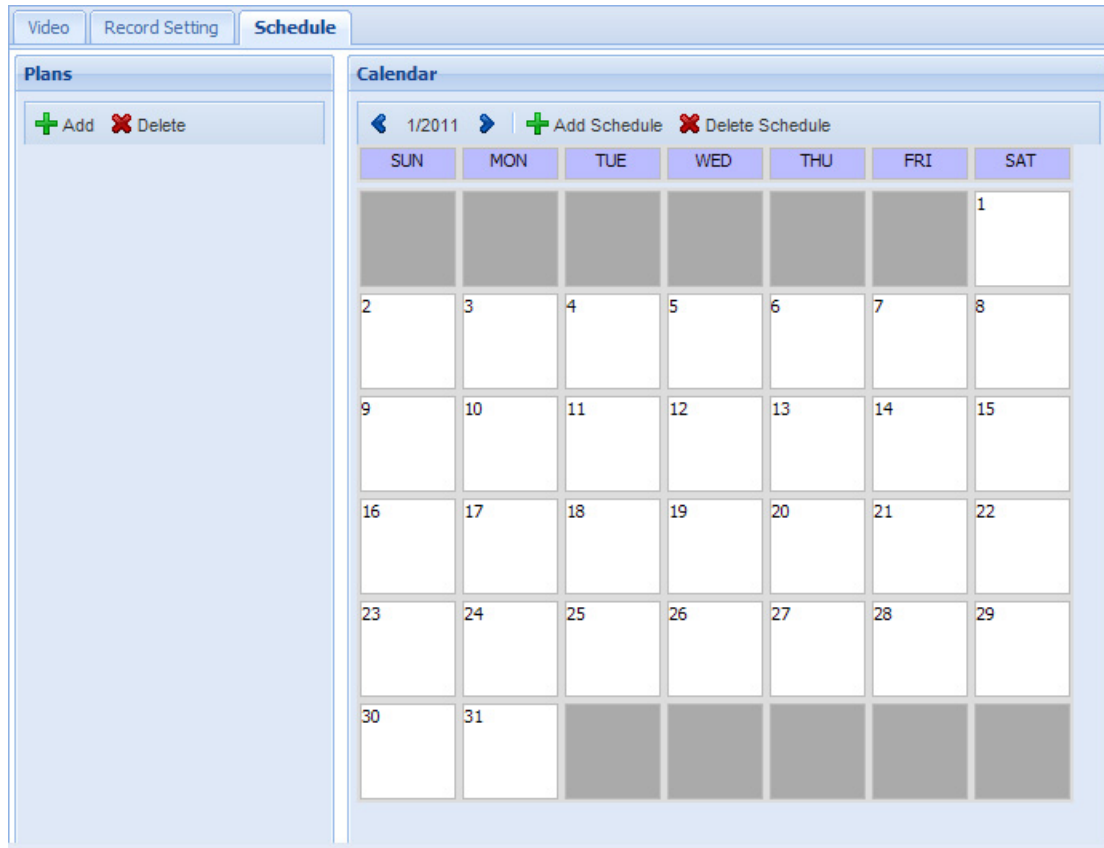 Video Record Setting Schedule
Plans
Add Delete
Calendar
1/2011 Add Schedule Delete Schedule
SUN MON TUE WED THU FRI SAT
1
2 3 4 5 6 7 8
9 10 11 12 13 14 15
16 17 18 19 20 21 22
23 24 25 26 27 28 29
30 31